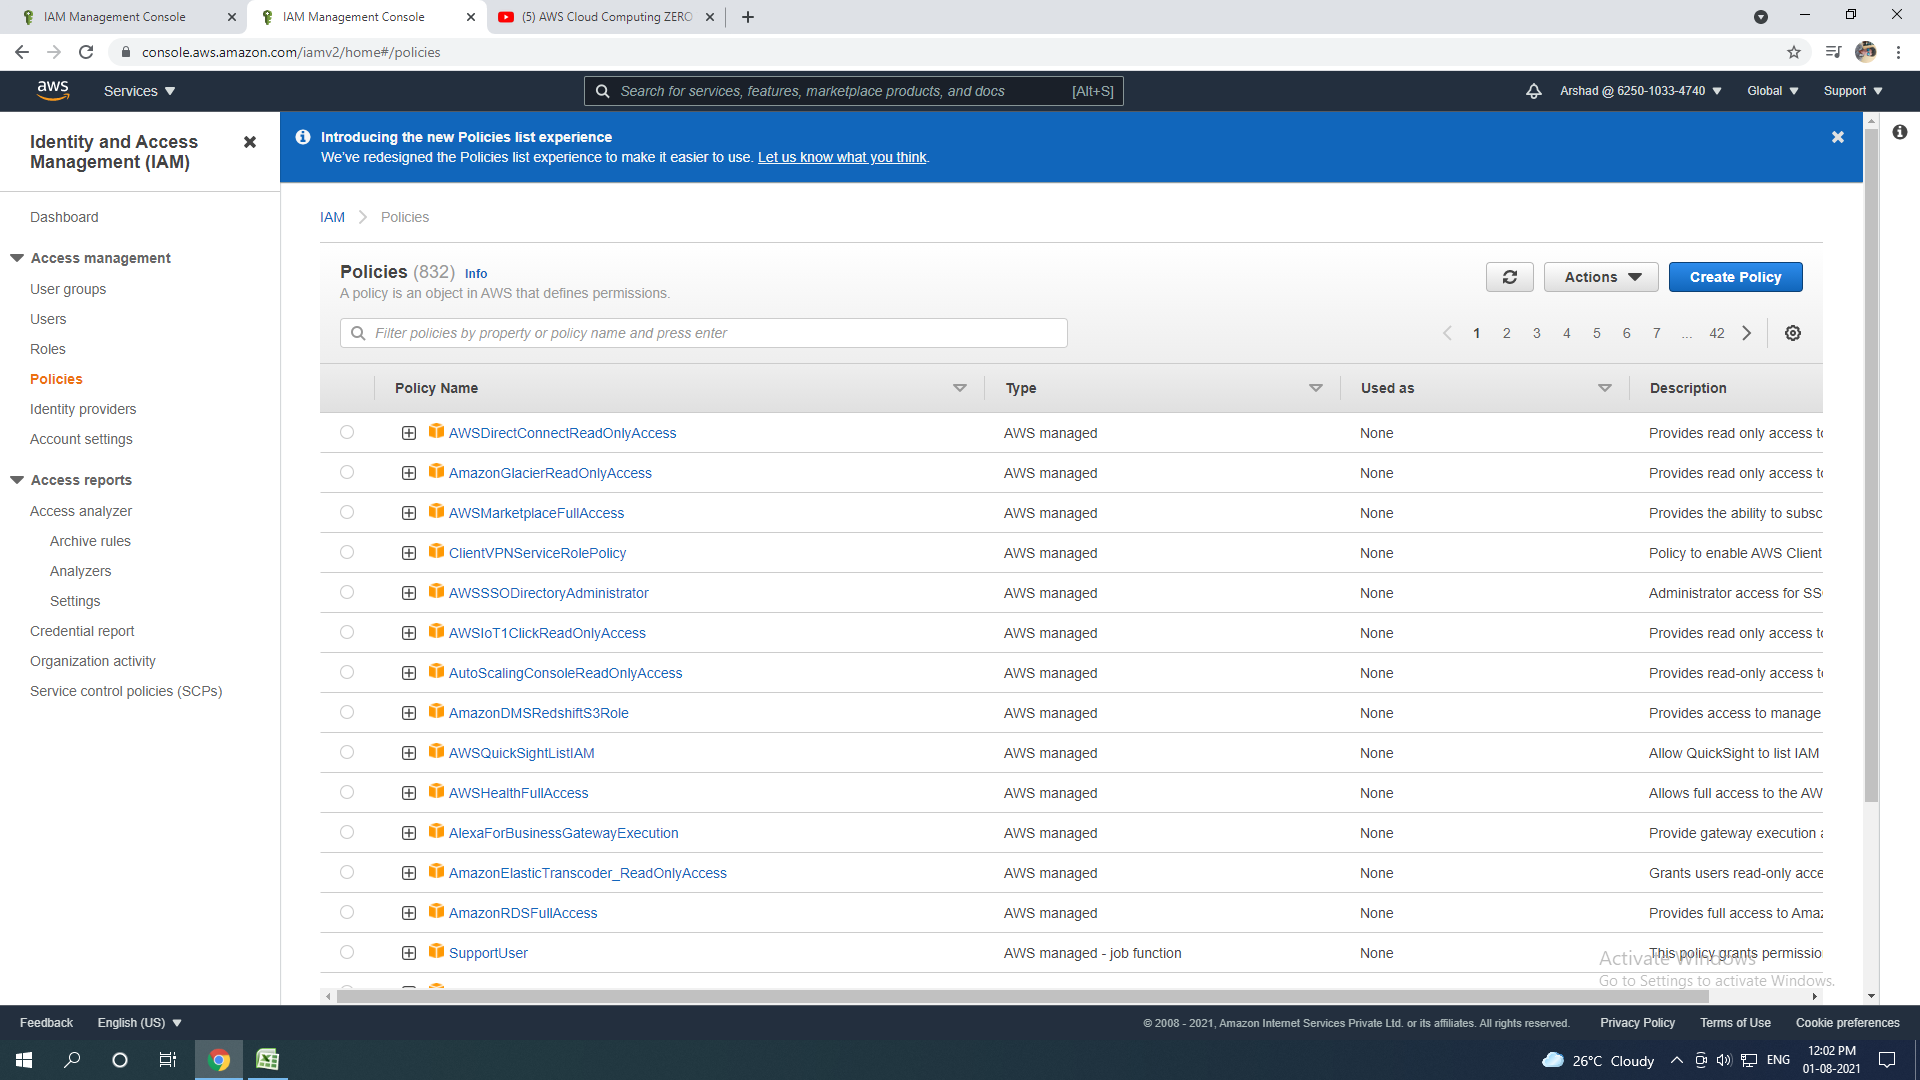 IAM Management Console
IAM Management Console
(5) AWS Cloud Computing ZERO
console.aws.amazon.com/iamv2/home#/policies
aws
Services
Search for services, features, marketplace products, and docs [Alt+S]
Arshad @ 6250-1033-4740
Global
Support
Identity and Access
Management (IAM)
Dashboard
Access management
User groups
Users
Roles
Policies
Identity providers
Account settings
Access reports
Access analyzer
Archive rules
Analyzers
Settings
Credential report
Organization activity
Service control policies (SCPs)
Introducing the new Policies list experience
We've redesigned the Policies list experience to make it easier to use. Let us know what you think.
IAM > Policies
Policies (832) Info
A policy is an object in AWS that defines permissions.
Actions
Create Policy
Filter policies by property or policy name and press enter
1 2 3 4 5 6 7 ... 42
Policy Name Type Used as Description
AWSDirectConnectReadOnlyAccess AWS managed None Provides read only access to
AmazonGlacierReadOnlyAccess AWS managed None Provides read only access to
AWSMarketplaceFullAccess AWS managed None Provides the ability to subsc
ClientVPNServiceRolePolicy AWS managed None Policy to enable AWS Client
AWSSSODirectoryAdministrator AWS managed None Administrator access for SS
AWSIoT1ClickReadOnlyAccess AWS managed None Provides read only access to
AutoScalingConsoleReadOnlyAccess AWS managed None Provides read-only access to
AmazonDMSRedshiftS3Role AWS managed None Provides access to manage
AWSQuickSightListIAM AWS managed None Allow QuickSight to list IAM
AWSHealthFullAccess AWS managed None Allows full access to the AW
AlexaForBusinessGatewayExecution AWS managed None Provide gateway execution a
AmazonElasticTranscoder_ReadOnlyAccess AWS managed None Grants users read-only acce
AmazonRDSFullAccess AWS managed None Provides full access to Amaz
SupportUser AWS managed - job function None This policy grants permissio
Activate Windows
Go to Settings to activate Windows.
Feedback English (US)
© 2008 - 2021, Amazon Internet Services Private Ltd. or its affiliates. All rights reserved. Privacy Policy Terms of Use Cookie preferences
26°C Cloudy
ENG
12:02 PM
01-08-2021